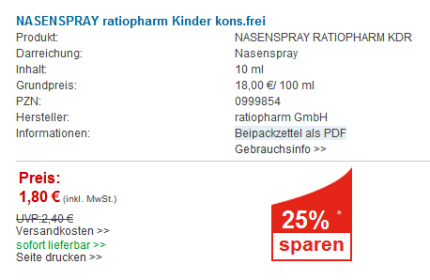 NASENSPRAY ratiopharm Kinder kons.frei
Produkt: NASENSPRAY RATIOPHARM KDR
Darreichung: Nasenspray
Inhalt: 10 ml
Grundpreis: 18,00 €/ 100 ml
PZN: 0999854
Hersteller: ratiopharm GmbH
Informationen: Beipackzettel als PDF
Gebrauchsinfo >>
Preis:
1,80 € (inkl. MwSt.)
UVP:2,40 €
Versandkosten >>
sofort lieferbar >>
Seite drucken >>
25% *
sparen